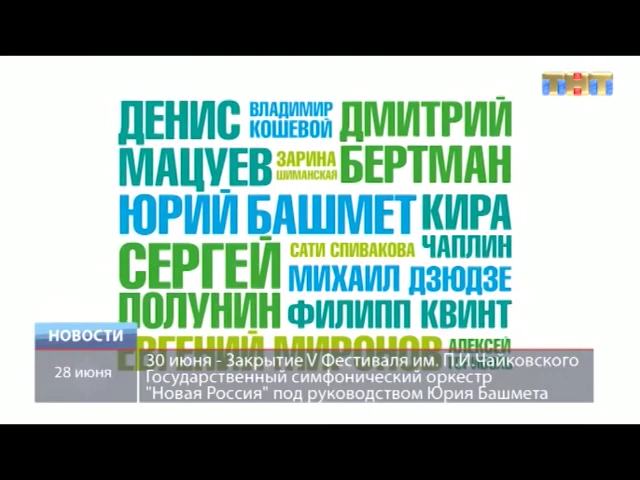 ТНТ
ДЕНИС
ВЛАДИМИР
КОШЕВОЙ
ДМИТРИЙ
МАЦУЕВ
ЗАРИНА
ШИМАНСКАЯ
БЕРТМАН
ЮРИЙ БАШМЕТ
КИРА
ЧАПЛИН
СЕРГЕЙ
САТИ СПИВАКОВА
ПОЛУНИН
МИХАИЛ ДЗЮДЗЕ
ФИЛИПП КВИНТ
ЕВГЕНИЙ МИРОНОВ
АЛЕКСЕЙ
НОВОСТИ
28 июня
30 июня - Закрытие V Фестиваля им. П.И.Чайковского
Государственный симфонический оркестр
"Новая Россия" под руководством Юрия Башмета